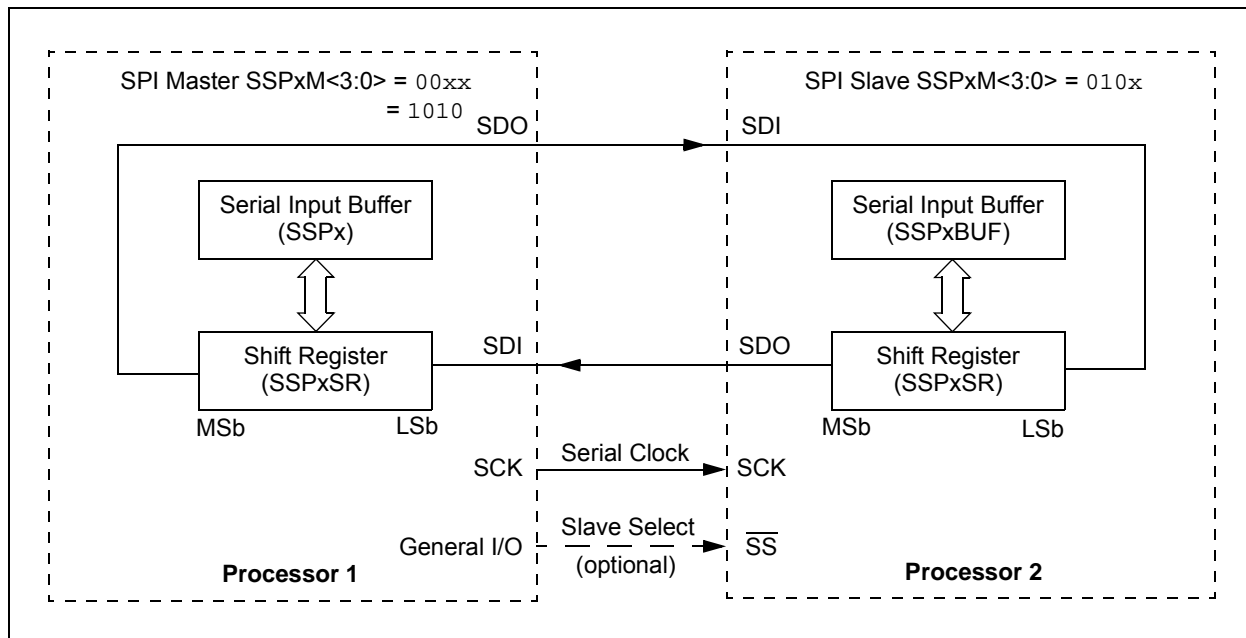 SPI Master SSPxM<3:0> = 00xx
= 1010
SPI Slave SSPxM<3:0> = 010x
SDO
SDI
Serial Input Buffer
(SSPx)
Serial Input Buffer
(SSPxBUF)
SDI
SDO
Shift Register
(SSPxSR)
Shift Register
(SSPxSR)
MSb
LSb
MSb
LSb
SCK
Serial Clock
SCK
General I/O
Slave Select
(optional)
SS
Processor 1
Processor 2